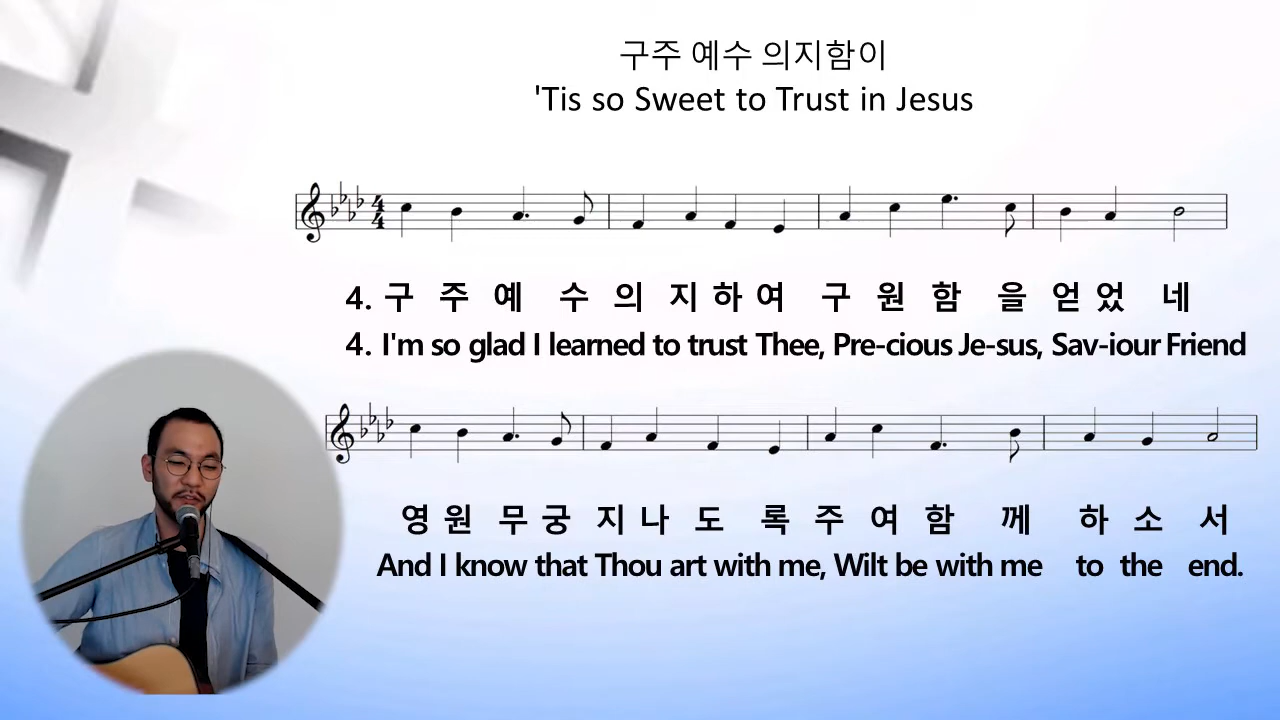 구주 예수 의지함이
'Tis so Sweet to Trust in Jesus
4. 구 주 예 수 의 지 하 여 구 원 함 을 얻 었 네
4. I'm so glad I learned to trust Thee, Pre-cious Je-sus, Sav-iour Friend
영 원 무 궁 지 나 도 록 주 여 함 께 하 소 서
And I know that Thou art with me, Wilt be with me to the end.